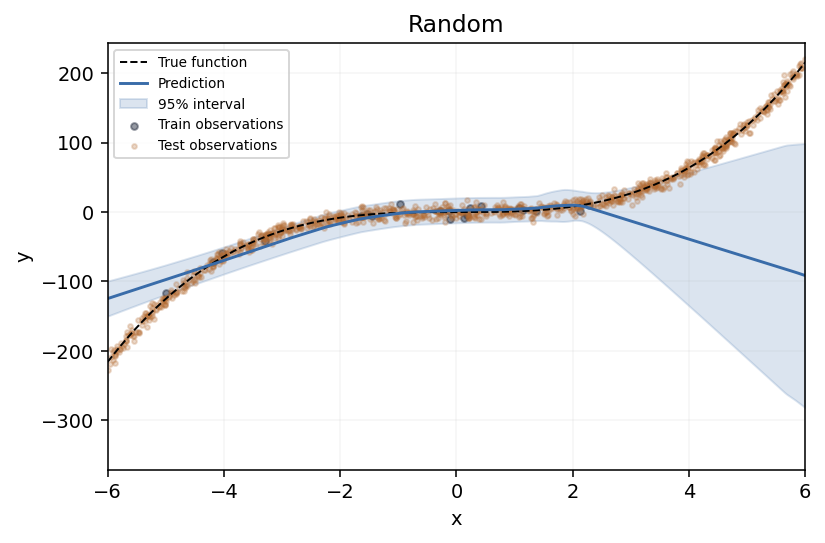 Random
True function
Prediction
95% interval
Train observations
Test observations
200
100
0
−100
−200
−300
y
−6
−4
−2
0
2
4
6
x